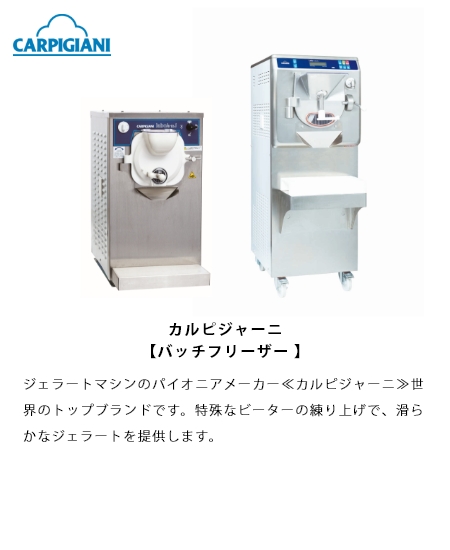 CARPIGIANI
CARPIGIANI
カルピジャーニ
【バッチフリーザー 】
ジェラートマシンのパイオニアメーカー≪カルピジャーニ≫世
界のトップブランドです。特殊なビーターの練り上げで、滑ら
かなジェラートを提供します。